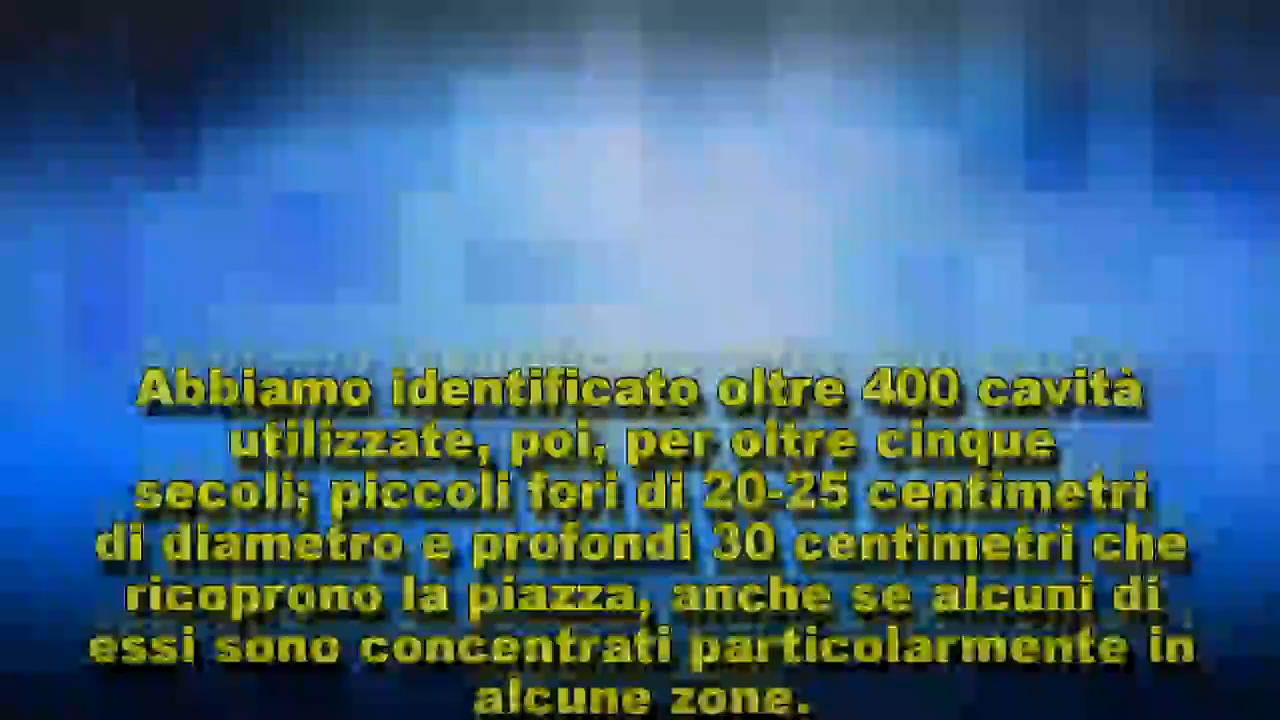 Abbiamo identificato oltre 400 cavità
utilizzate, poi, per oltre cinque
secoli; piccoli fori di 20-25 centimetri
di diametro e profondi 30 centimetri che
ricoprono la piazza, anche se alcuni di
essi sono concentrati particolarmente in
alcune zone.